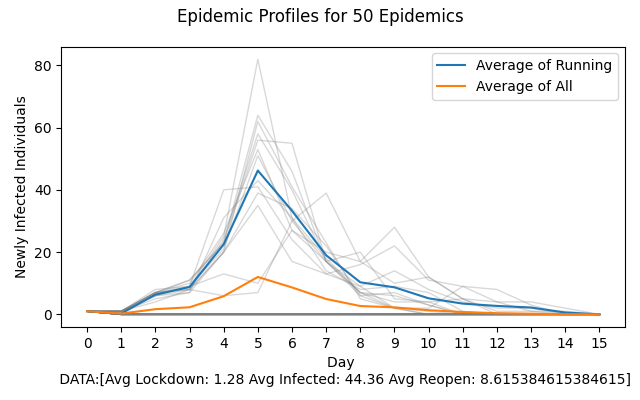 Epidemic Profiles for 50 Epidemics
Average of Running
Average of All
Newly Infected Individuals
80
60
40
20
0
0 1 2 3 4 5 6 7 8 9 10 11 12 13 14 15
Day
DATA:[Avg Lockdown: 1.28 Avg Infected: 44.36 Avg Reopen: 8.615384615384615]